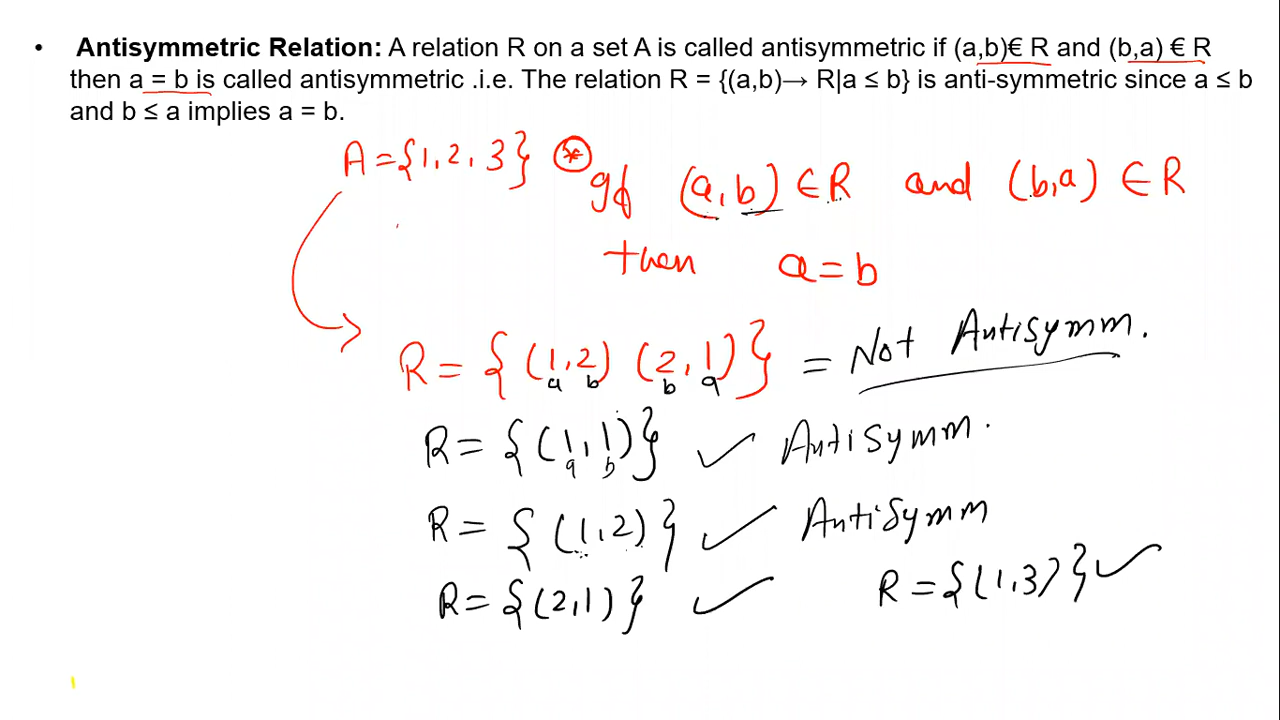 • Antisymmetric Relation: A relation R on a set A is called antisymmetric if (a,b)€ R and (b,a) € R
then a = b is called antisymmetric .i.e. The relation R = {(a,b)→ R|a ≤ b} is anti-symmetric since a ≤ b
and b ≤ a implies a = b.
A = {1, 2, 3} * If (a, b) ∈ R and (b, a) ∈ R
then a = b
R = { (1, 2) (2, 1) } = Not Antisymm.
a b b a
R = { (1, 1) } ✓ AntiSymm.
a b
R = { (1, 2) } ✓ AntiSymm
R = { (2, 1) } ✓ R = { (1, 3) } ✓